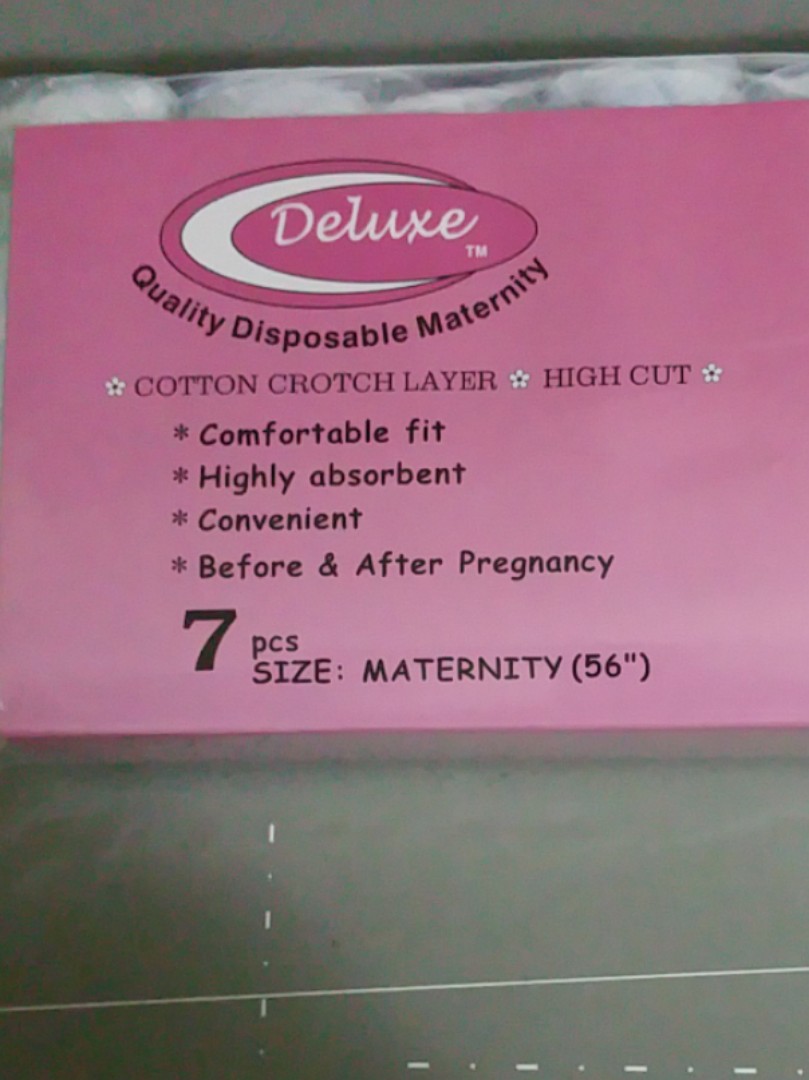 Deluxe TM
Quality Disposable Maternity
COTTON CROTCH LAYER HIGH CUT
* Comfortable fit
* Highly absorbent
* Convenient
* Before & After Pregnancy
7 pcs
SIZE: MATERNITY (56")